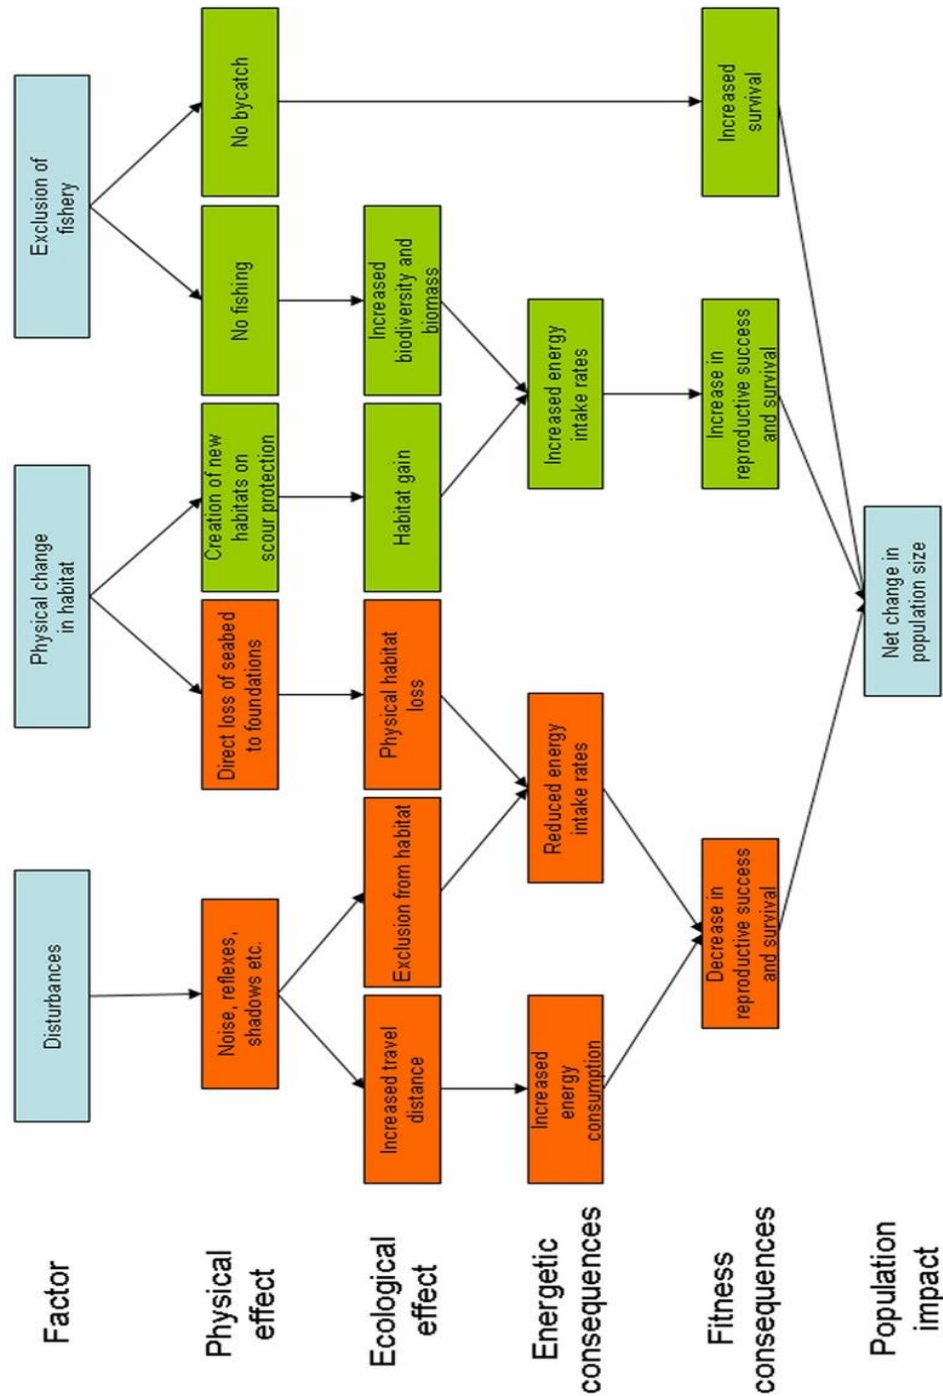 Factor
Disturbances
Physical change
in habitat
Exclusion of
fishery
Physical
effect
Noise, reflexes,
shadows etc.
Direct loss of seabed
to foundations
Creation of new
habitats on
scour protection
No fishing
No bycatch
Ecological
effect
Increased travel
distance
Exclusion from habitat
Physical habitat
loss
Habitat gain
Increased
biodiversity and
biomass
Energetic
consequences
Increased
energy
consumption
Reduced energy
intake rates
Increased energy
intake rates
Fitness
consequences
Decrease in
reproductive success
and survival
Increase in
reproductive success
and survival
Increased
survival
Population
impact
Net change in
population size